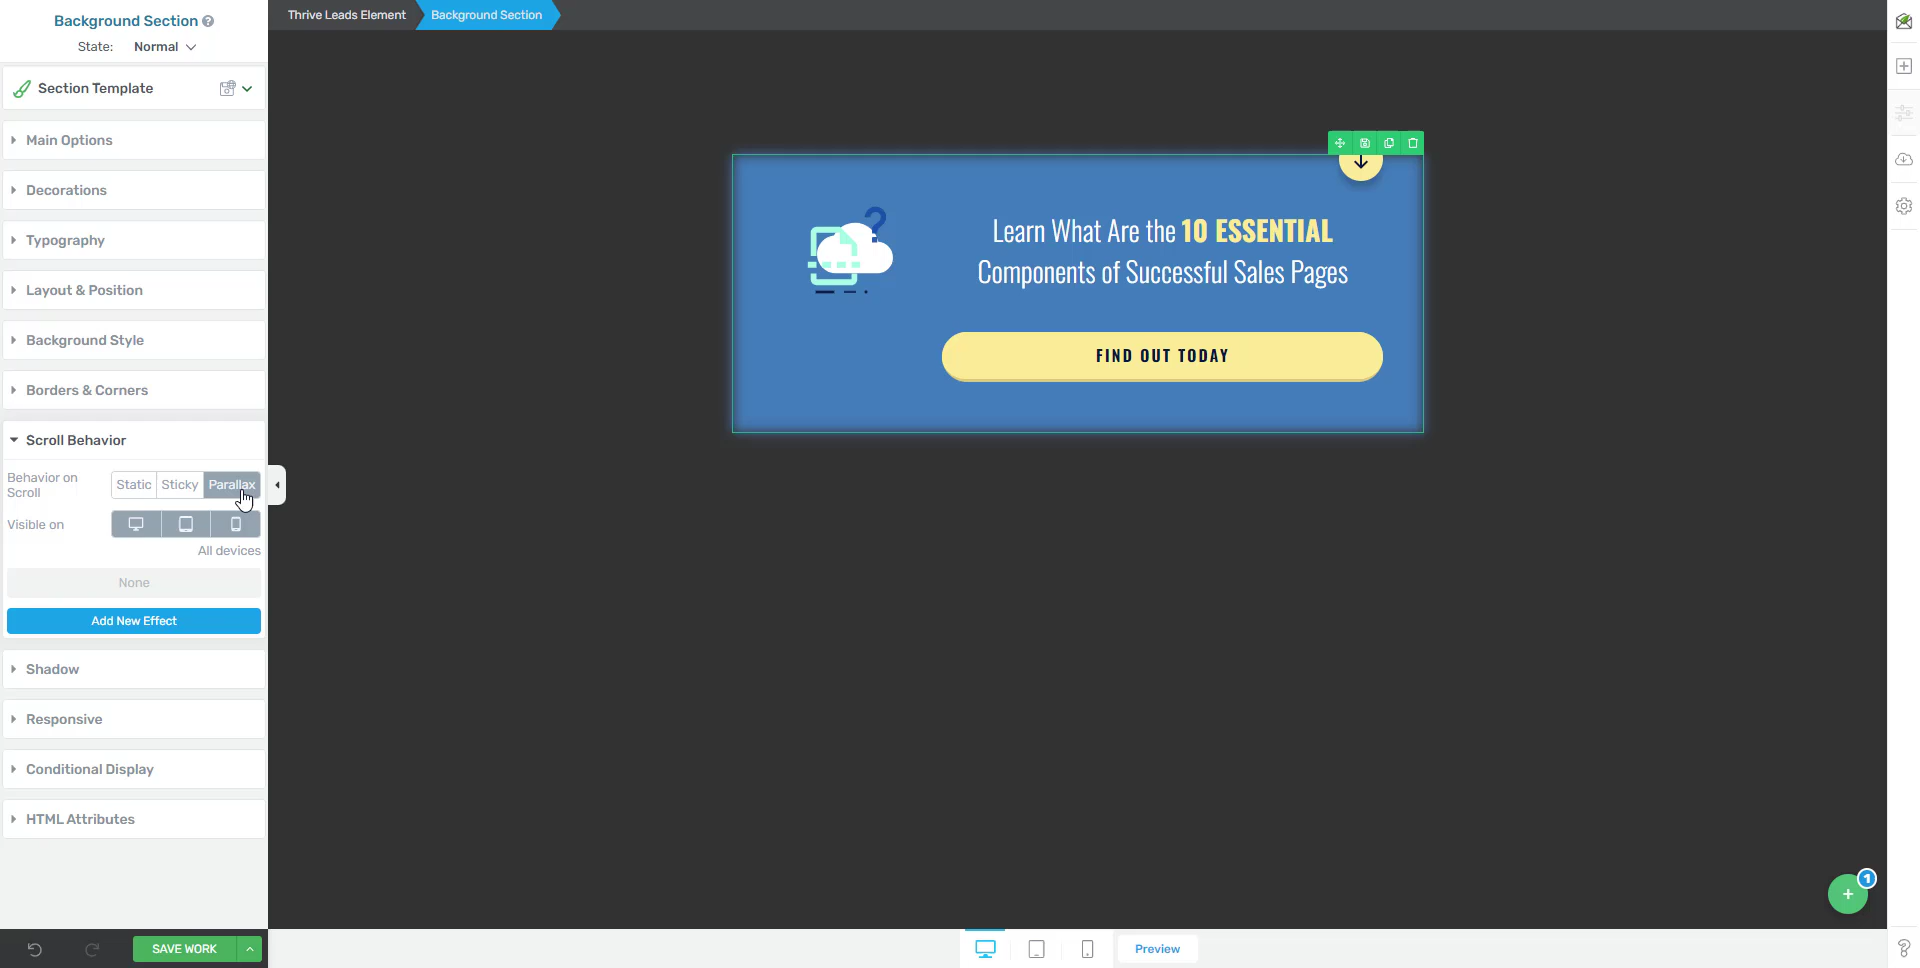 Background Section
State: Normal
Section Template
Main Options
Decorations
Typography
Layout & Position
Background Style
Borders & Corners
Scroll Behavior
Behavior on Scroll
Static Sticky Parallax
Visible on
All devices
None
Add New Effect
Shadow
Responsive
Conditional Display
HTML Attributes
SAVE WORK
Thrive Leads Element Background Section
Learn What Are the 10 ESSENTIAL
Components of Successful Sales Pages
FIND OUT TODAY
1
Preview